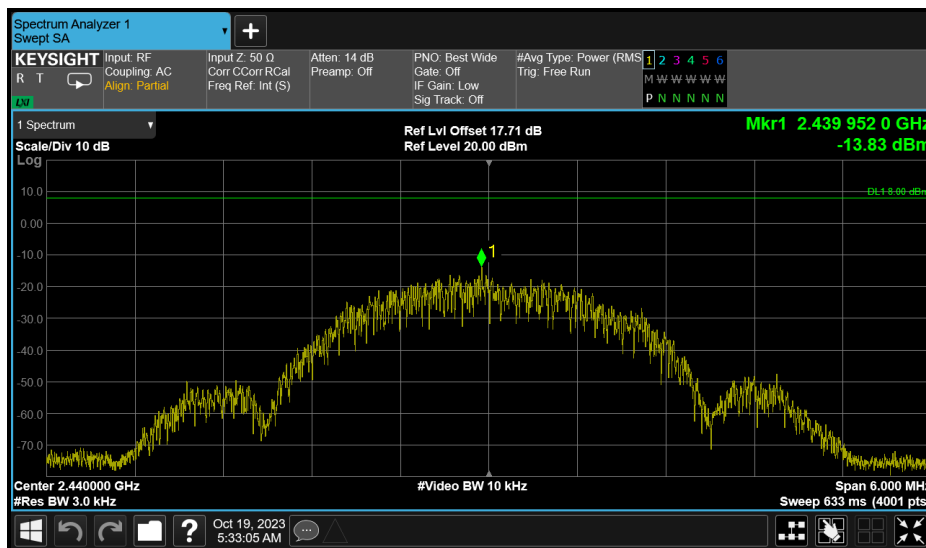 Spectrum Analyzer 1
Swept SA
KEYSIGHT
R T
LXI
Input: RF
Coupling: AC
Align: Partial
Input Z: 50 Ω
Corr CCorr RCal
Freq Ref: Int (S)
Atten: 14 dB
Preamp: Off
PNO: Best Wide
Gate: Off
IF Gain: Low
Sig Track: Off
#Avg Type: Power (RMS
Trig: Free Run
1 2 3 4 5 6
M W W W W W
P N N N N N
1 Spectrum
Scale/Div 10 dB
Ref Lvl Offset 17.71 dB
Ref Level 20.00 dBm
Mkr1 2.439 952 0 GHz
-13.83 dBm
Log
10.0
DL1 8.00 dBm
0.00
1
-10.0
-20.0
-30.0
-40.0
-50.0
-60.0
-70.0
Center 2.440000 GHz
#Video BW 10 kHz
Span 6.000 MHz
#Res BW 3.0 kHz
Sweep 633 ms (4001 pts
?
Oct 19, 2023
5:33:05 AM